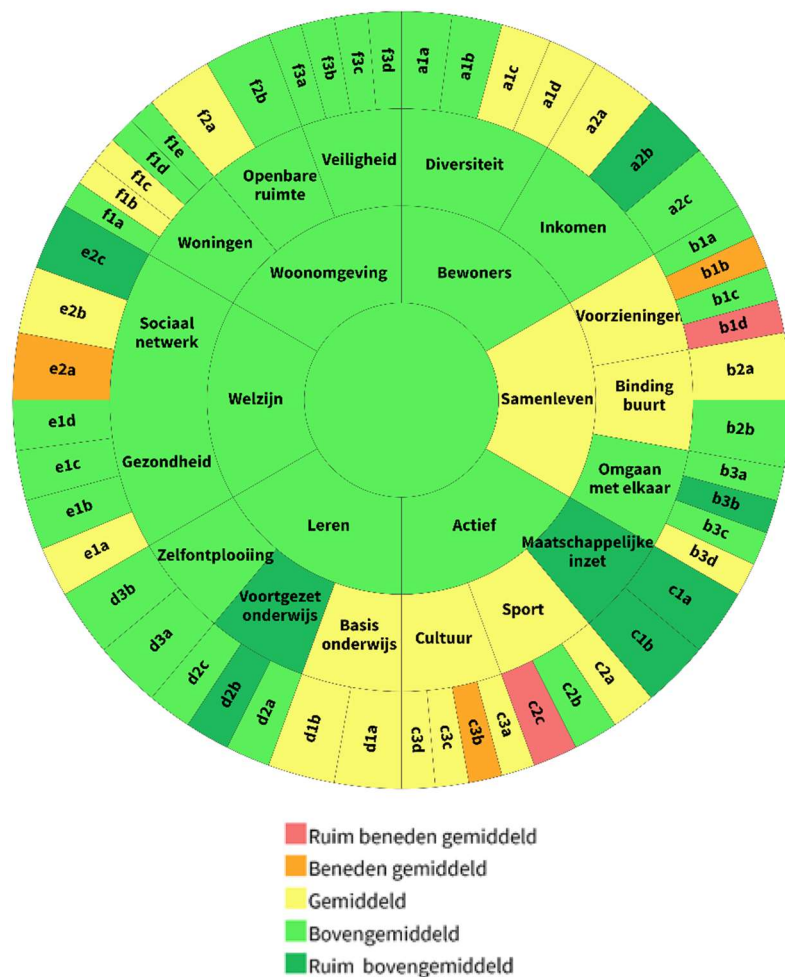 a1a
a1b
a1c
a1d
a2a
a2b
a2c
b1a
b1b
b1c
b1d
b2a
b2b
b3a
b3b
b3c
b3d
c1a
c1b
c2a
c2b
c2c
c3a
c3b
c3c
c3d
d1a
d1b
d2a
d2b
d2c
d3a
d3b
e1a
e1b
e1c
e1d
e2a
e2b
e2c
f1a
f1b
f1c
f1d
f1e
f2a
f2b
f3a
f3b
f3c
f3d
Diversiteit
Inkomen
Voorzieningen
Binding
buurt
Omgaan
met elkaar
Maatschappelijke
inzet
Sport
Cultuur
Basis
onderwijs
Voortgezet
onderwijs
Zelfontplooiing
Gezondheid
Sociaal
netwerk
Woningen
Openbare
ruimte
Veiligheid
Bewoners
Samenleven
Actief
Leren
Welzijn
Woonomgeving
Ruim beneden gemiddeld
Beneden gemiddeld
Gemiddeld
Bovengemiddeld
Ruim bovengemiddeld